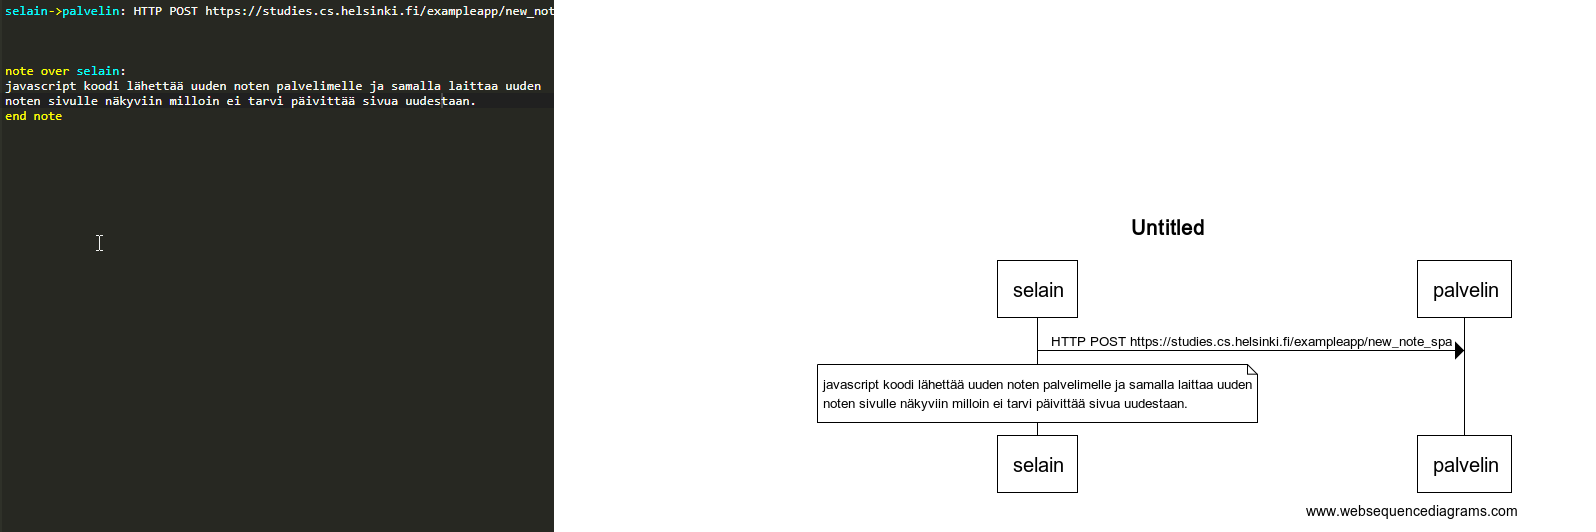 selain->palvelin: HTTP POST https://studies.cs.helsinki.fi/exampleapp/new_not
note over selain:
javascript koodi lähettää uuden noten palvelimelle ja samalla laittaa uuden
noten sivulle näkyviin milloin ei tarvi päivittää sivua uudestaan.
end note
Untitled
selain
palvelin
HTTP POST https://studies.cs.helsinki.fi/exampleapp/new_note_spa
javascript koodi lähettää uuden noten palvelimelle ja samalla laittaa uuden
noten sivulle näkyviin milloin ei tarvi päivittää sivua uudestaan.
selain
palvelin
www.websequencediagrams.com